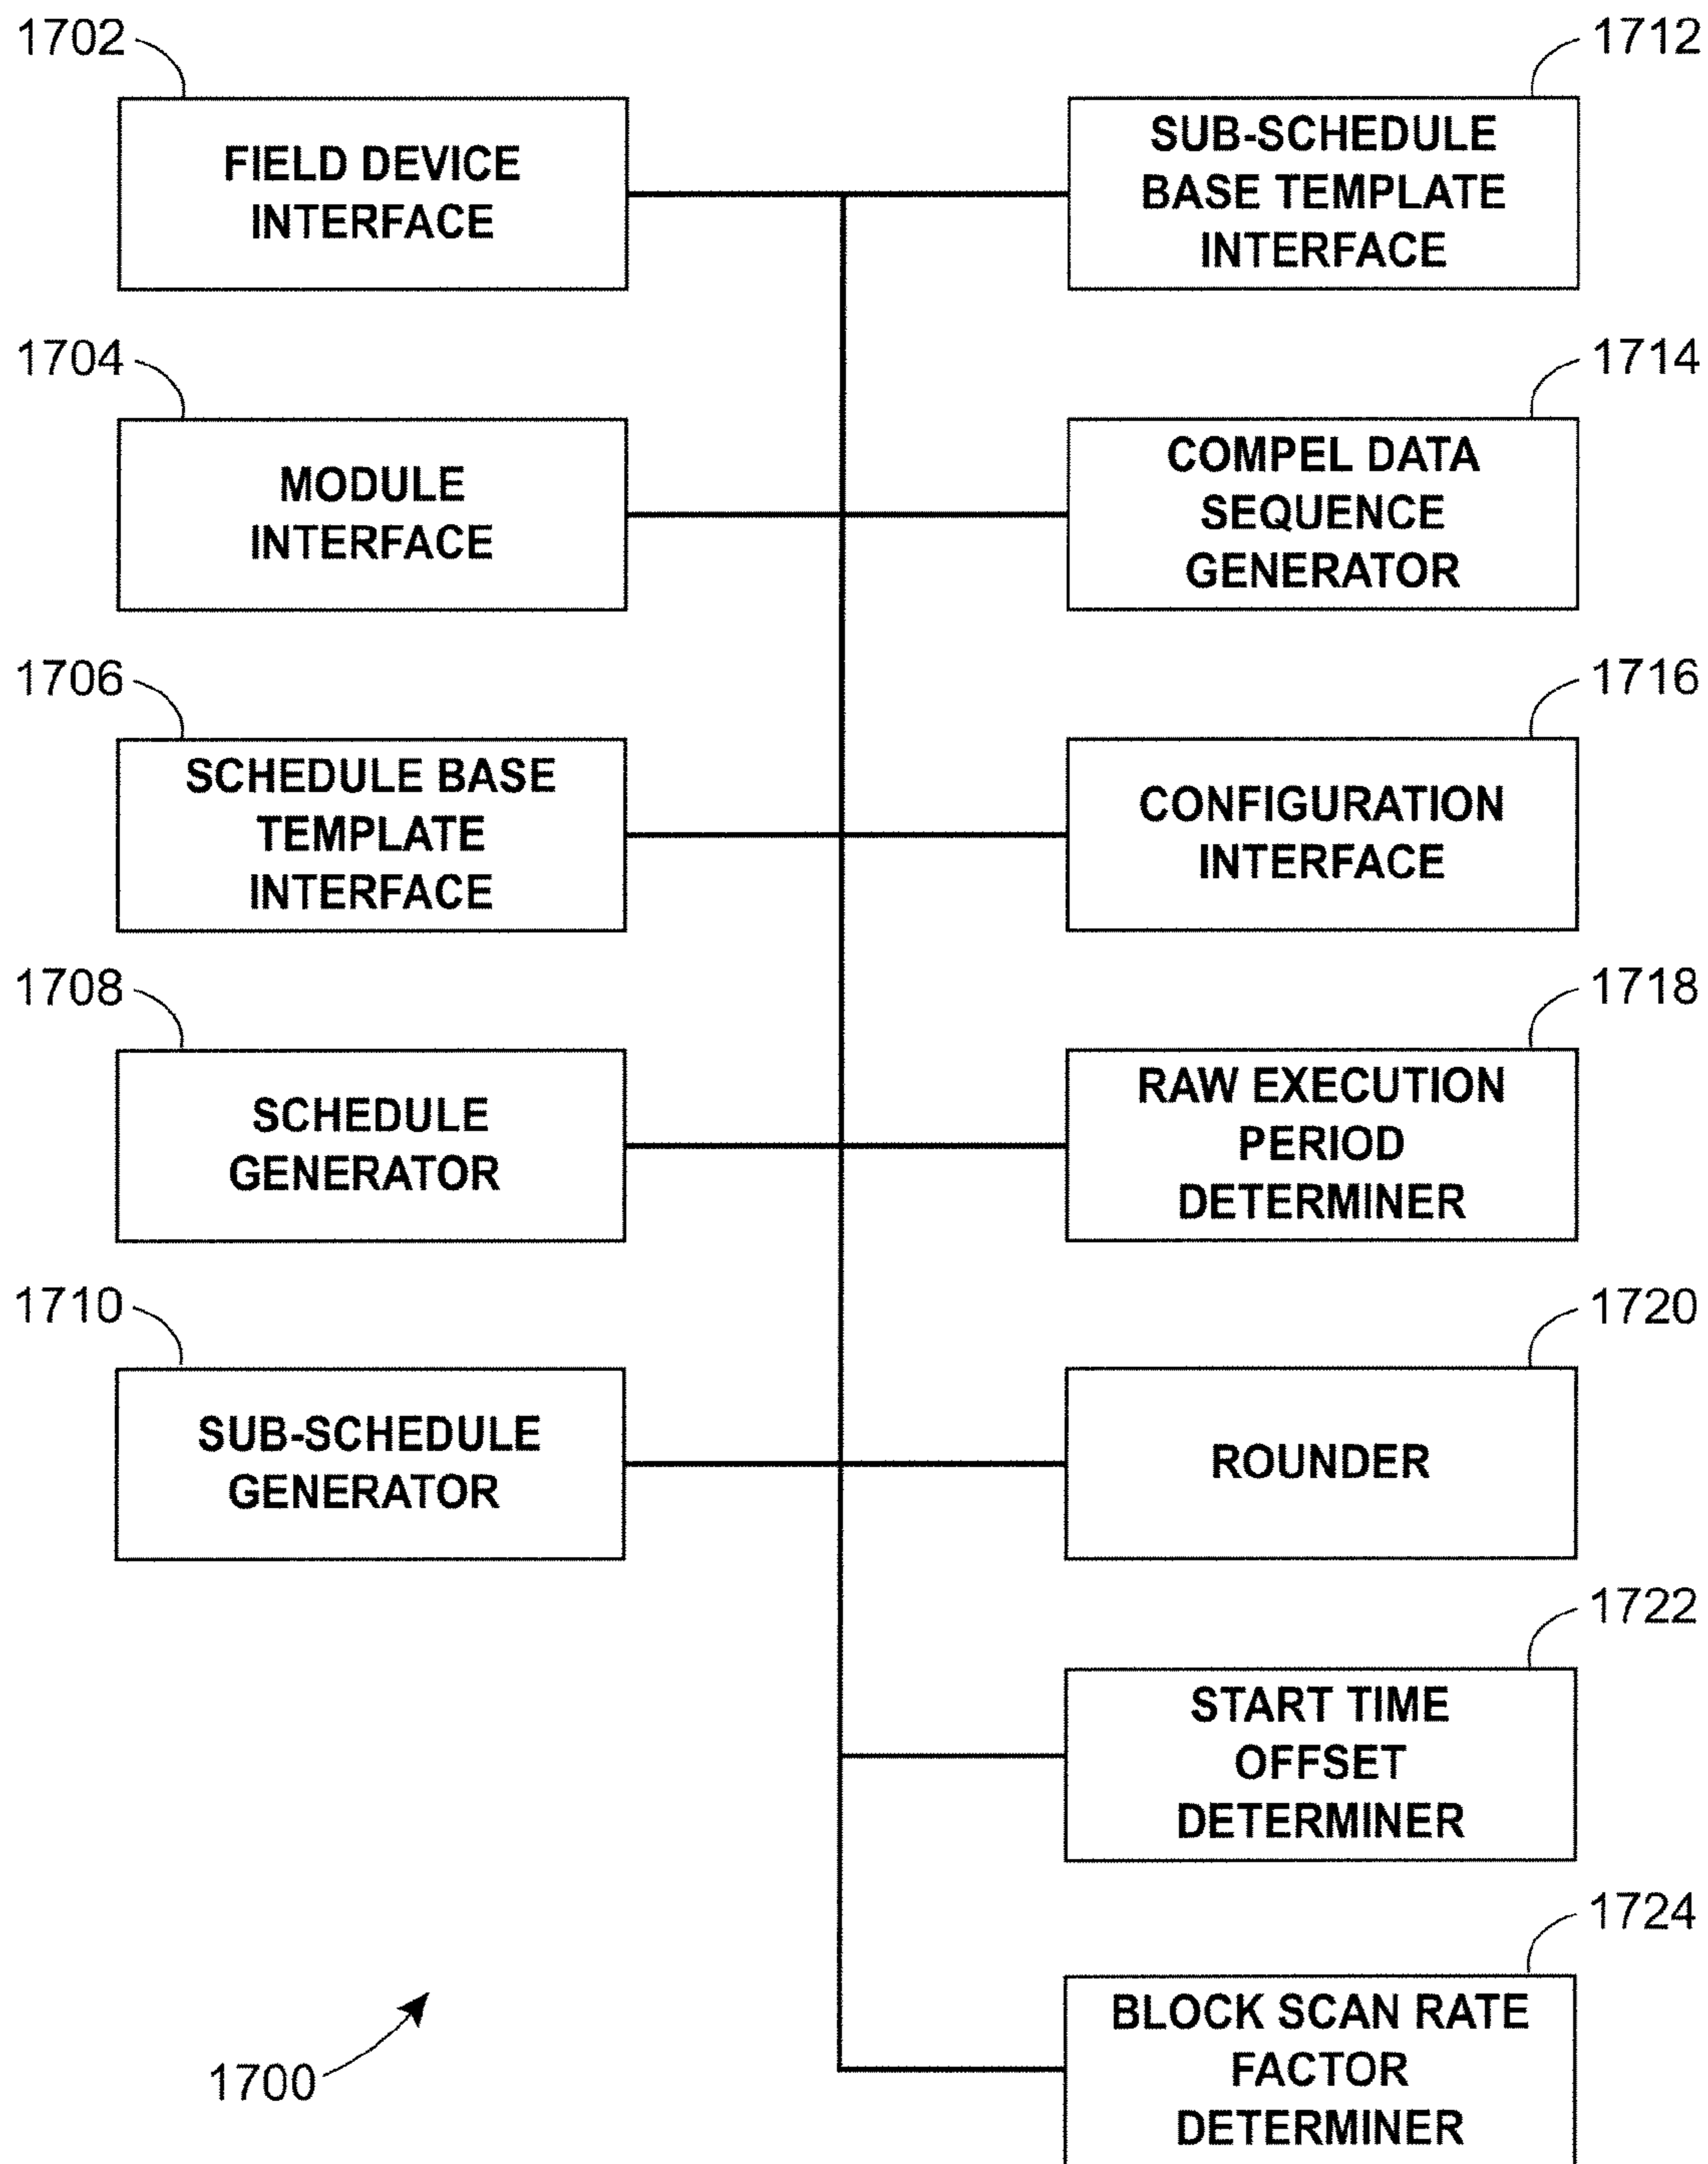 1702
FIELD DEVICE
INTERFACE
1712
SUB-SCHEDULE
BASE TEMPLATE
INTERFACE
1704
MODULE
INTERFACE
1714
COMPEL DATA
SEQUENCE
GENERATOR
1706
SCHEDULE BASE
TEMPLATE
INTERFACE
1716
CONFIGURATION
INTERFACE
1708
SCHEDULE
GENERATOR
1718
RAW EXECUTION
PERIOD
DETERMINER
1710
SUB-SCHEDULE
GENERATOR
1720
ROUNDER
1722
START TIME
OFFSET
DETERMINER
1724
BLOCK SCAN RATE
FACTOR
DETERMINER
1700